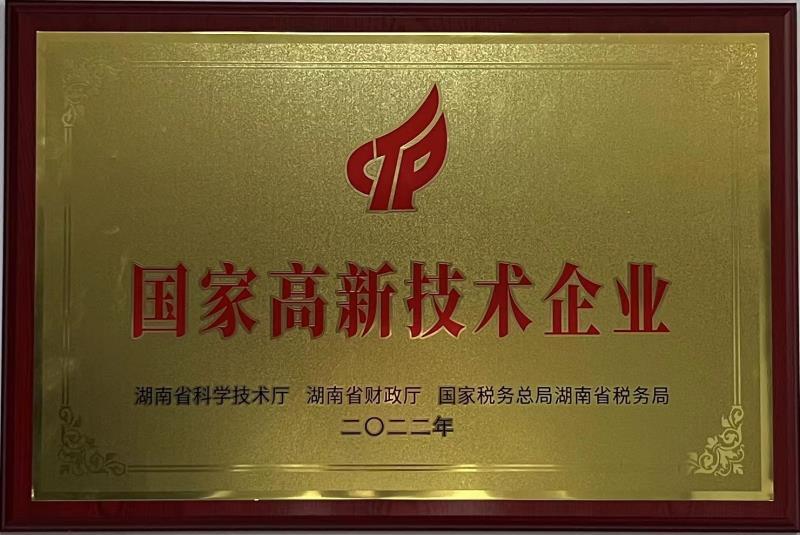 CTP
国家高新技术企业
湖南省科学技术厅 湖南省财政厅 国家税务总局湖南省税务局
二〇二二年